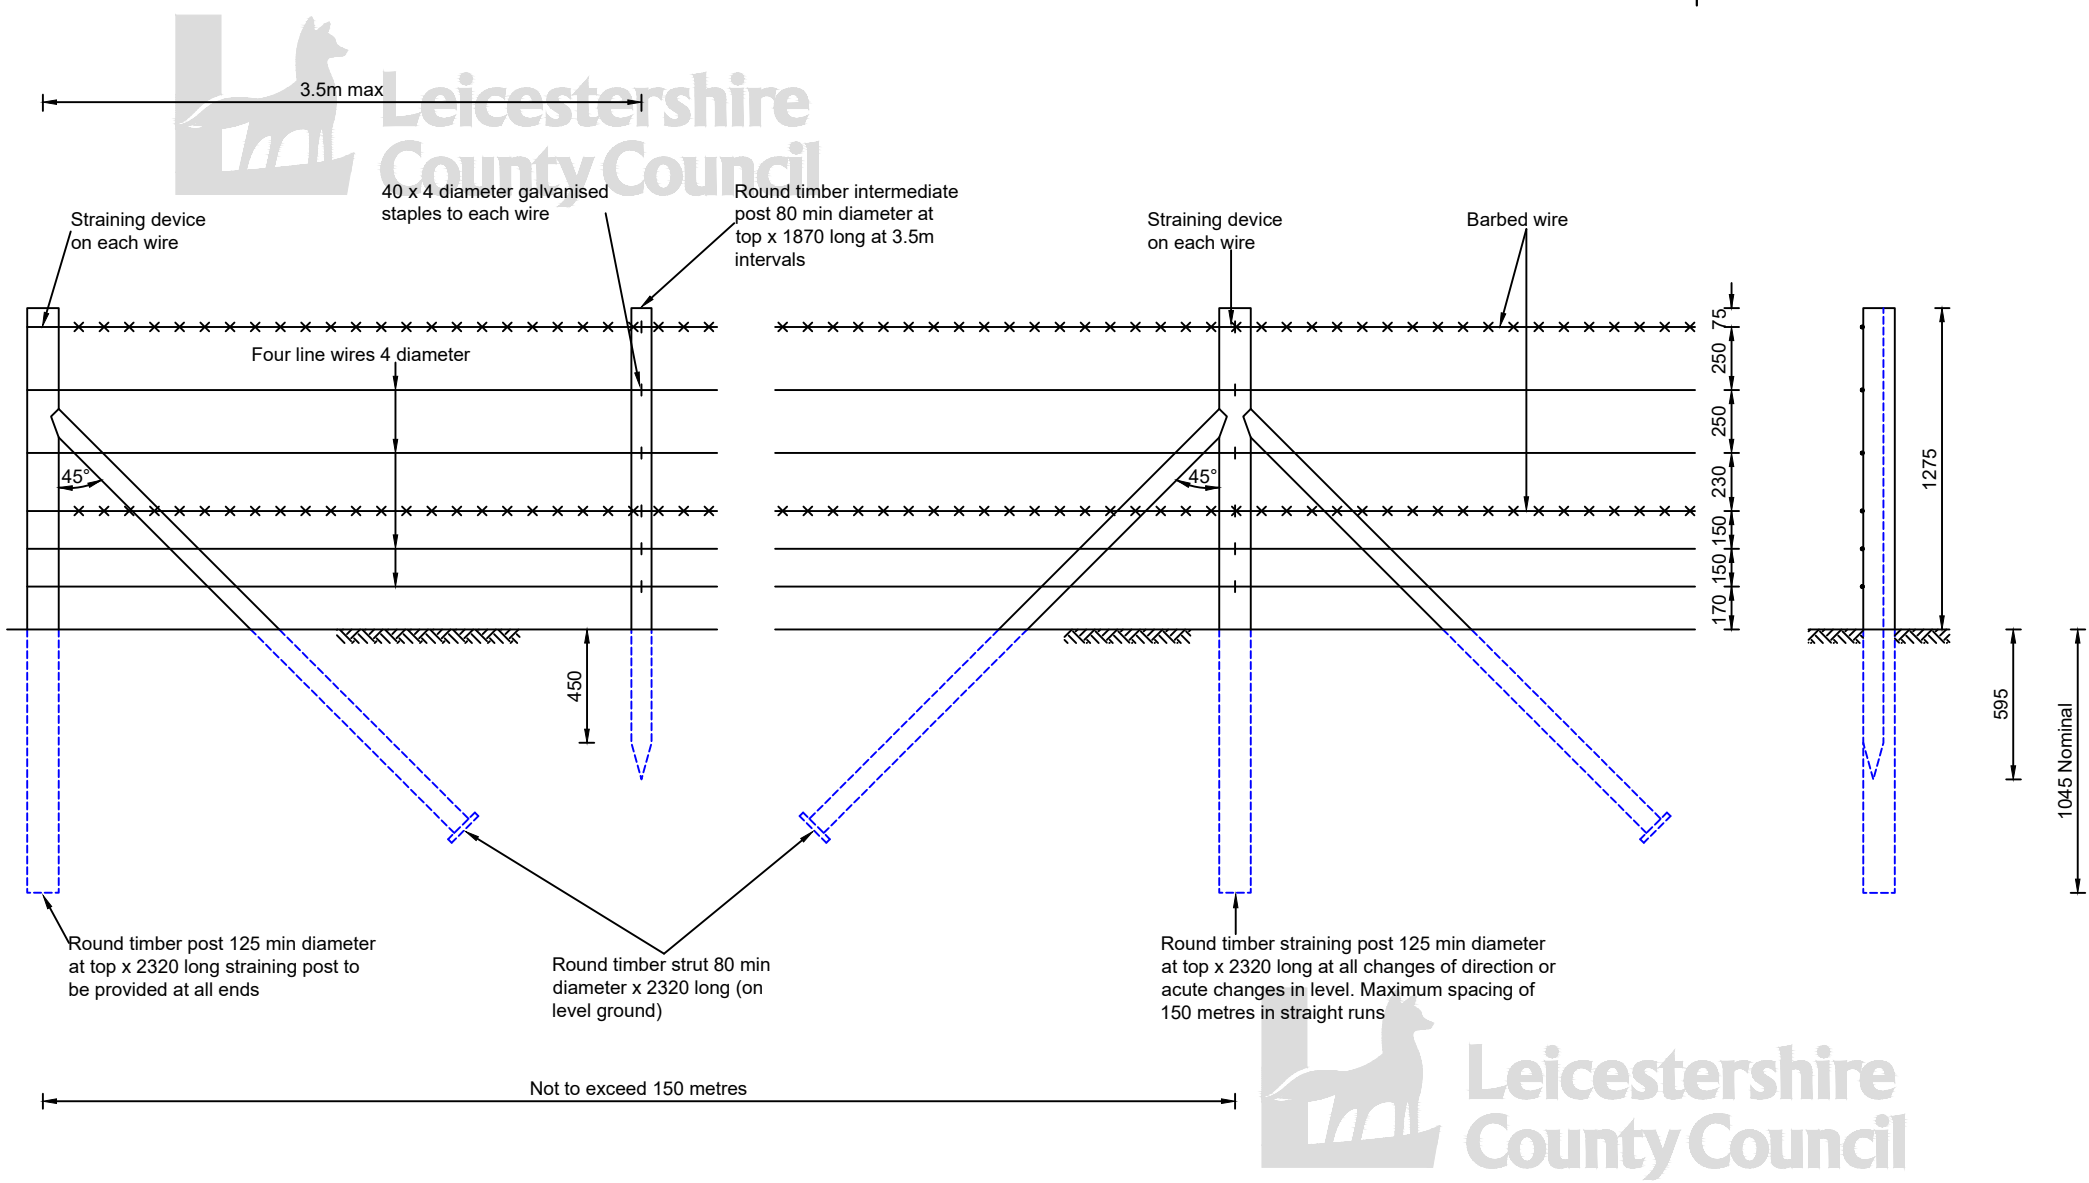 Leicestershire
County Council
3.5m max
40 x 4 diameter galvanised
staples to each wire
Round timber intermediate
post 80 min diameter at
top x 1870 long at 3.5m
intervals
Straining device
on each wire
Straining device
on each wire
Barbed wire
Four line wires 4 diameter
75
250
250
230
150
150
170
1275
45°
45°
450
595
1045 Nominal
Round timber post 125 min diameter
at top x 2320 long straining post to
be provided at all ends
Round timber strut 80 min
diameter x 2320 long (on
level ground)
Round timber straining post 125 min diameter
at top x 2320 long at all changes of direction or
acute changes in level. Maximum spacing of
150 metres in straight runs
Not to exceed 150 metres
Leicestershire
County Council